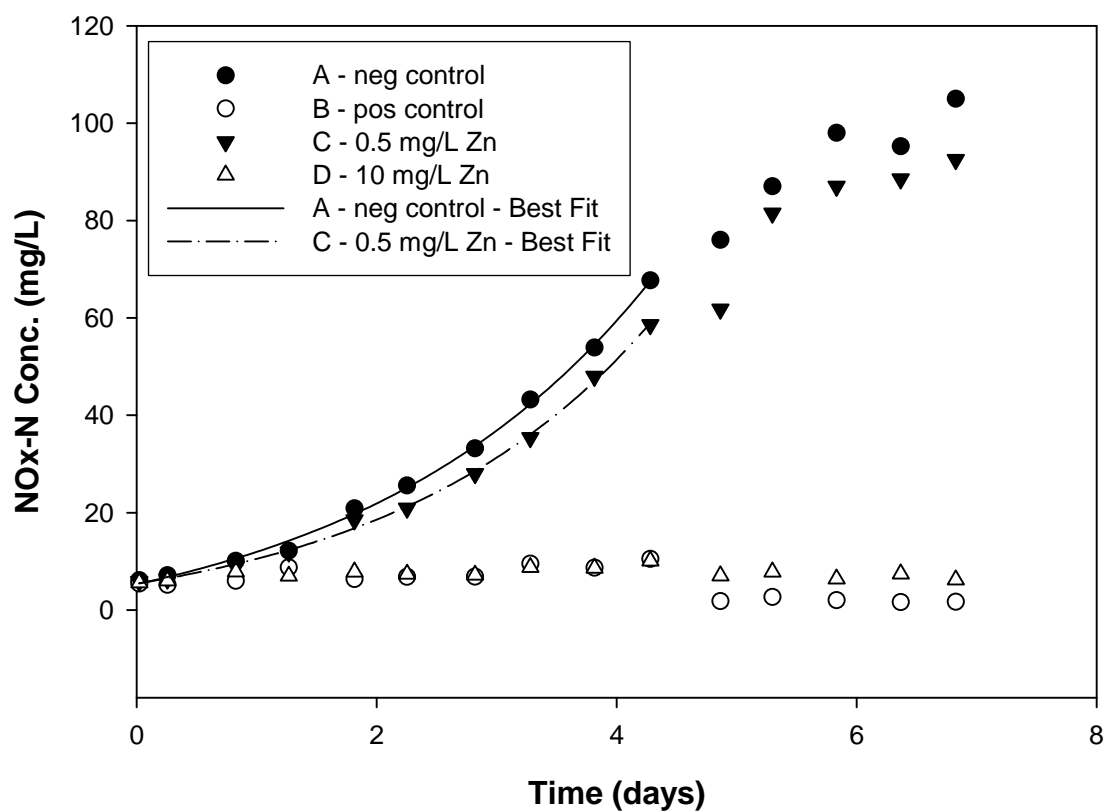 120
100
80
60
40
20
0
NOx-N Conc. (mg/L)
A - neg control
B - pos control
C - 0.5 mg/L Zn
D - 10 mg/L Zn
A - neg control - Best Fit
C - 0.5 mg/L Zn - Best Fit
0 2 4 6 8
Time (days)